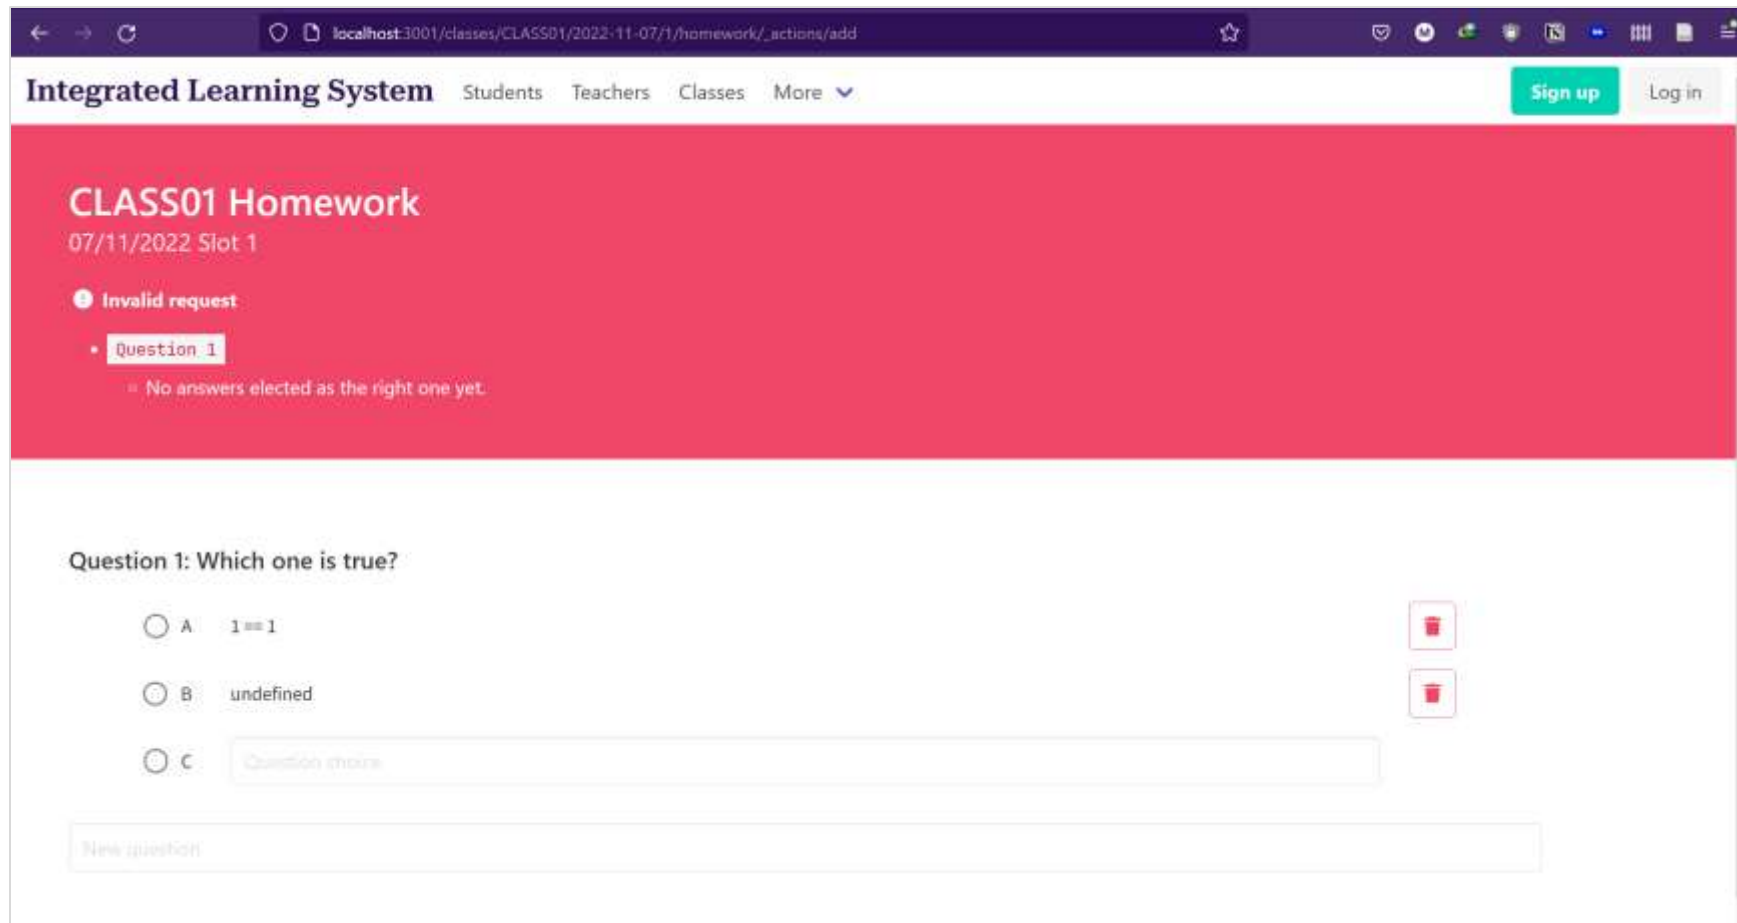 localhost:3001/classes/CLASS01/2022-11-07/1/homework/_actions/add
Integrated Learning System Students Teachers Classes More Sign up Log in
CLASS01 Homework
07/11/2022 Slot 1
Invalid request
Question 1
No answers elected as the right one yet.
Question 1: Which one is true?
A 1 == 1
B undefined
C Question choice
New question